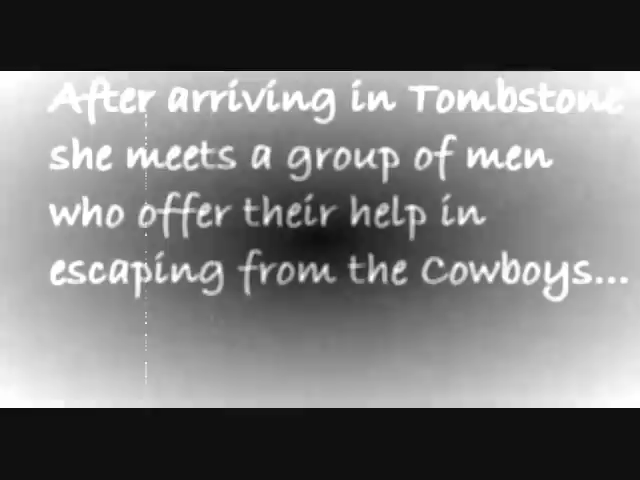 After arriving in Tombstone
she meets a group of men
who offer their help in
escaping from the Cowboys...